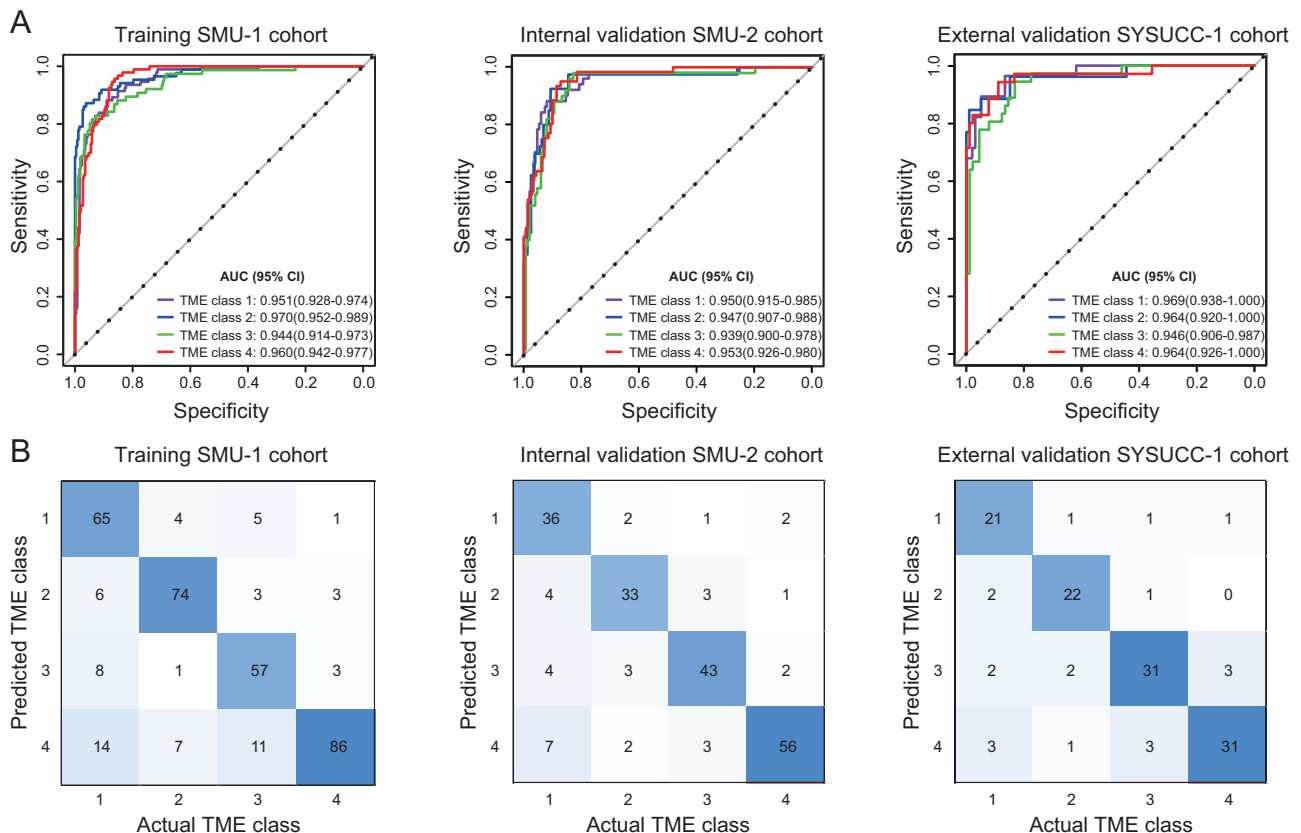 A
Training SMU-1 cohort
Sensitivity
1.0
0.8
0.6
0.4
0.2
0.0
AUC (95% CI)
TME class 1: 0.951(0.928-0.974)
TME class 2: 0.970(0.952-0.989)
TME class 3: 0.944(0.914-0.973)
TME class 4: 0.960(0.942-0.977)
1.0 0.8 0.6 0.4 0.2 0.0
Specificity
Internal validation SMU-2 cohort
Sensitivity
1.0
0.8
0.6
0.4
0.2
0.0
AUC (95% CI)
TME class 1: 0.950(0.915-0.985)
TME class 2: 0.947(0.907-0.988)
TME class 3: 0.939(0.900-0.978)
TME class 4: 0.953(0.926-0.980)
1.0 0.8 0.6 0.4 0.2 0.0
Specificity
External validation SYSUCC-1 cohort
Sensitivity
1.0
0.8
0.6
0.4
0.2
0.0
AUC (95% CI)
TME class 1: 0.969(0.938-1.000)
TME class 2: 0.964(0.920-1.000)
TME class 3: 0.946(0.906-0.987)
TME class 4: 0.964(0.926-1.000)
1.0 0.8 0.6 0.4 0.2 0.0
Specificity
B
Training SMU-1 cohort
Predicted TME class
1 65 4 5 1
2 6 74 3 3
3 8 1 57 3
4 14 7 11 86
1 2 3 4
Actual TME class
Internal validation SMU-2 cohort
Predicted TME class
1 36 2 1 2
2 4 33 3 1
3 4 3 43 2
4 7 2 3 56
1 2 3 4
Actual TME class
External validation SYSUCC-1 cohort
Predicted TME class
1 21 1 1 1
2 2 22 1 0
3 2 2 31 3
4 3 1 3 31
1 2 3 4
Actual TME class